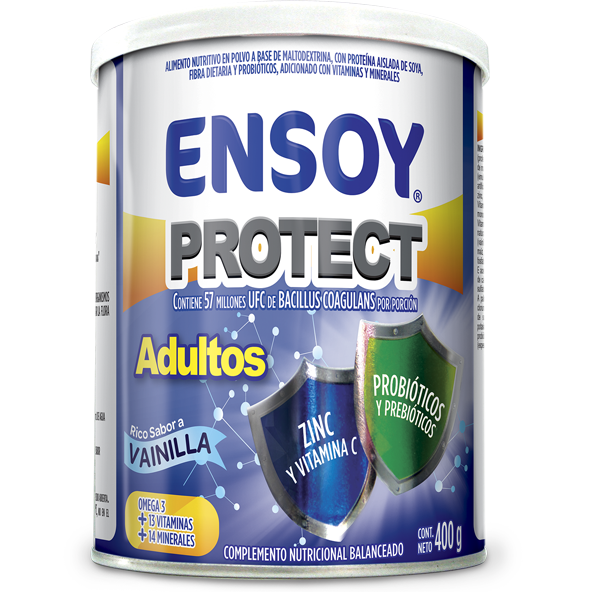 ALIMENTO NUTRITIVO EN POLVO A BASE DE MALTODEXTRINA, CON PROTEÍNA AISLADA DE SOYA,
FIBRA DIETARIA Y PROBIÓTICOS, ADICIONADO CON VITAMINAS Y MINERALES
ENSOY®
PROTECT
CONTIENE 57 MILLONES UFC DE BACILLUS COAGULANS POR PORCIÓN
Adultos
Rico Sabor a
VAINILLA
ZINC
Y VITAMINA C
PROBIÓTICOS
Y PREBIÓTICOS
OMEGA 3
+ 13 VITAMINAS
+ 14 MINERALES
COMPLEMENTO NUTRICIONAL BALANCEADO
CONT.
NETO 400 g